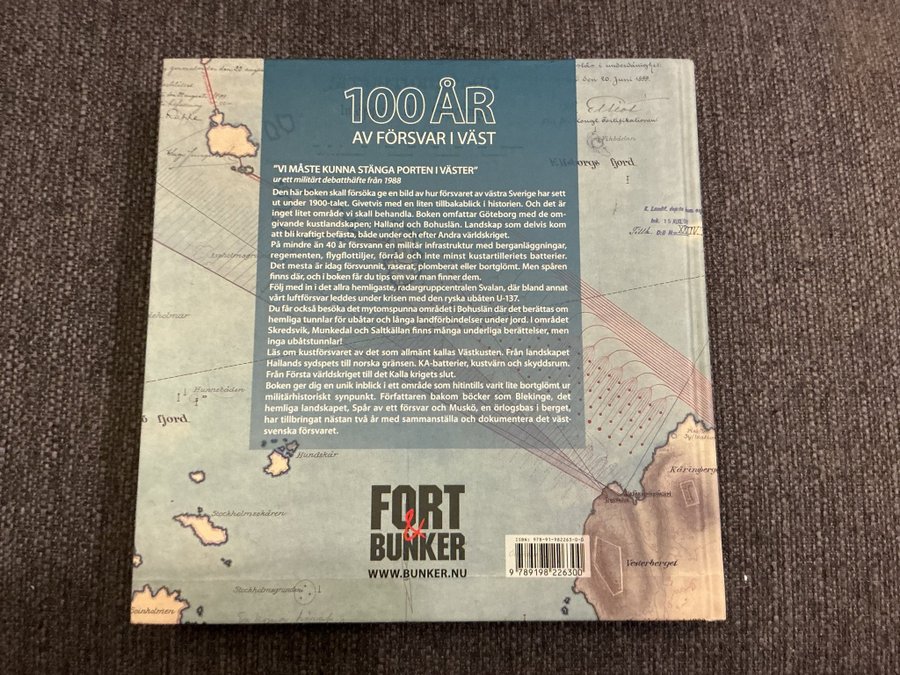 100 ÅR
AV FÖRSVAR I VÄST
"VI MÅSTE KUNNA STÄNGA PORTEN I VÄSTER"
ur ett militärt debatthäfte från 1988
Den här boken skall försöka ge en bild av hur försvaret av västra Sverige har sett
ut under 1900-talet. Givetvis med en liten tillbakablick i historien. Och det är
inget litet område vi skall behandla. Boken omfattar Göteborg med de om-
givande kustlandskapen; Halland och Bohuslän. Landskap som delvis kom
att bli kraftigt befästa, både under och efter Andra världskriget.
På mindre än 40 år försvann en militär infrastruktur med berganläggningar,
regementen, flygflottiljer, förråd och inte minst kustartilleriets batterier.
Det mesta är idag försvunnit, raserat, plomberat eller bortglömt. Men spåren
finns där, och i boken får du tips om var man finner dem.
Följ med in i det allra hemligaste, radargruppcentralen Svalan, där bland annat
vårt luftförsvar leddes under krisen med den ryska ubåten U-137.
Du får också besöka det mytomspunna området i Bohuslän där det berättas om
hemliga tunnlar för ubåtar och långa landförbindelser under jord. I området
Skredsvik, Munkedal och Saltkällan finns många underliga berättelser, men
inga ubåtstunnlar!
Läs om kustförsvaret av det som allmänt kallas Västkusten. Från landskapet
Hallands sydspets till norska gränsen. KA-batterier, kustvärn och skyddsrum.
Från Första världskriget till det Kalla krigets slut.
Boken ger dig en unik inblick i ett område som hitintills varit lite bortglömt ur
militärhistoriskt synpunkt. Författaren bakom böcker som Blekinge, det
hemliga landskapet, Spår av ett försvar och Muskö, en örlogsbas i berget,
har tillbringat nästan två år med sammanställa och dokumentera det väst-
svenska försvaret.
fjord
Hundskär
Stockholmsskären
Stockholmsgrunden
FORT
&
BUNKER
WWW.BUNKER.NU
ISBN: 978-91-982263-0-0
9 789198 226300
Vesterberget